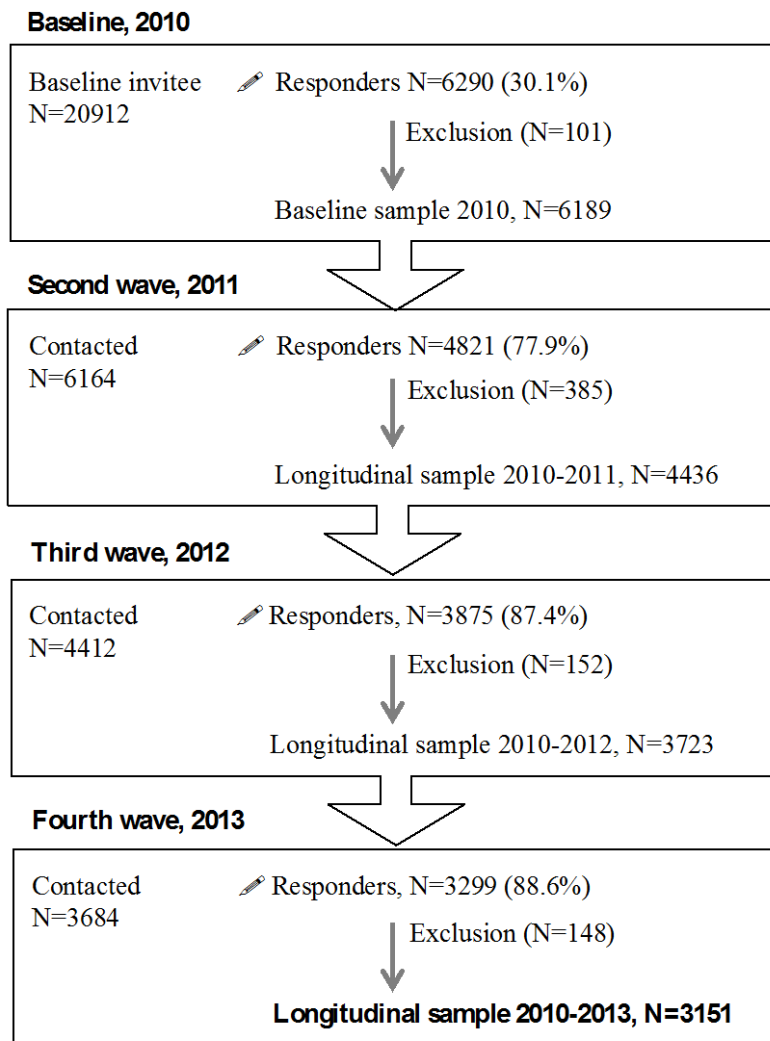 Baseline, 2010
Baseline invitee
N=20912
Responders N=6290 (30.1%)
Exclusion (N=101)
Baseline sample 2010, N=6189
Second wave, 2011
Contacted
N=6164
Responders N=4821 (77.9%)
Exclusion (N=385)
Longitudinal sample 2010-2011, N=4436
Third wave, 2012
Contacted
N=4412
Responders, N=3875 (87.4%)
Exclusion (N=152)
Longitudinal sample 2010-2012, N=3723
Fourth wave, 2013
Contacted
N=3684
Responders, N=3299 (88.6%)
Exclusion (N=148)
Longitudinal sample 2010-2013, N=3151